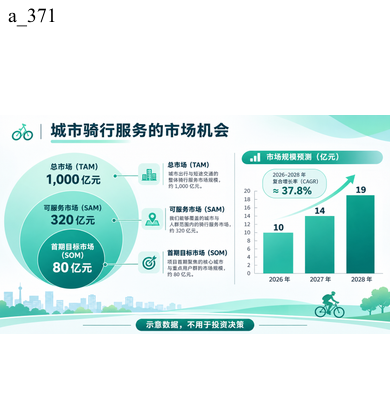 a_371
城市骑行服务的市场机会
总市场（TAM）
1,000 亿元
可服务市场（SAM）
320 亿元
首期目标市场
（SOM）
80 亿元
总市场（TAM）
城市出行与短途交通的
整体骑行服务市场规模，
约 1,000 亿元。
可服务市场（SAM）
我们能够覆盖的城市与
人群范围内的骑行服务市场，
约 320 亿元。
首期目标市场（SOM）
项目首期聚焦的核心城市
与重点用户群的市场规模，
约 80 亿元。
市场规模预测（亿元）
2026–2028 年
复合增长率（CAGR）
≈ 37.8%
20
18
16
14
12
10
8
6
4
2
0
10
14
19
2026 年
2027 年
2028 年
示意数据，不用于投资决策